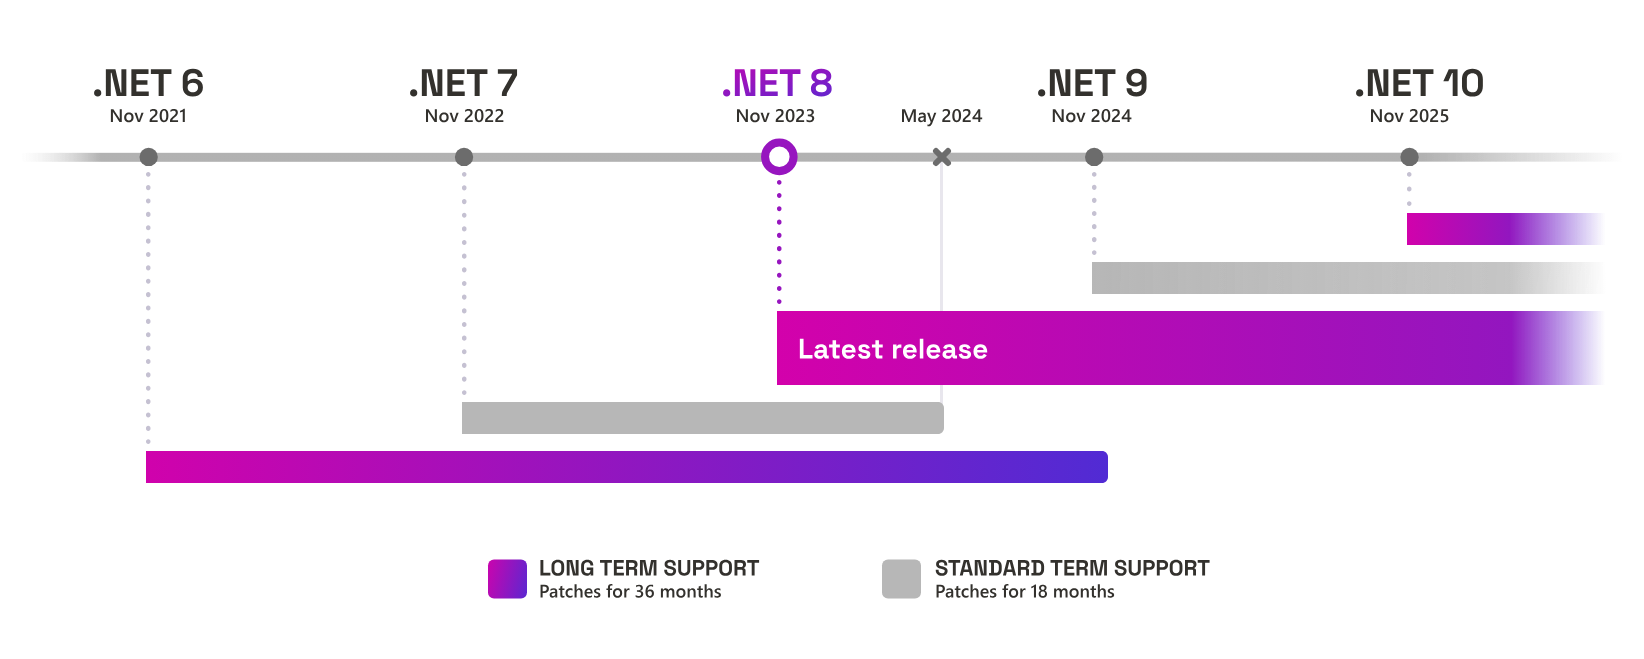 .NET 6
Nov 2021
.NET 7
Nov 2022
.NET 8
Nov 2023
May 2024
.NET 9
Nov 2024
.NET 10
Nov 2025
Latest release
LONG TERM SUPPORT
Patches for 36 months
STANDARD TERM SUPPORT
Patches for 18 months